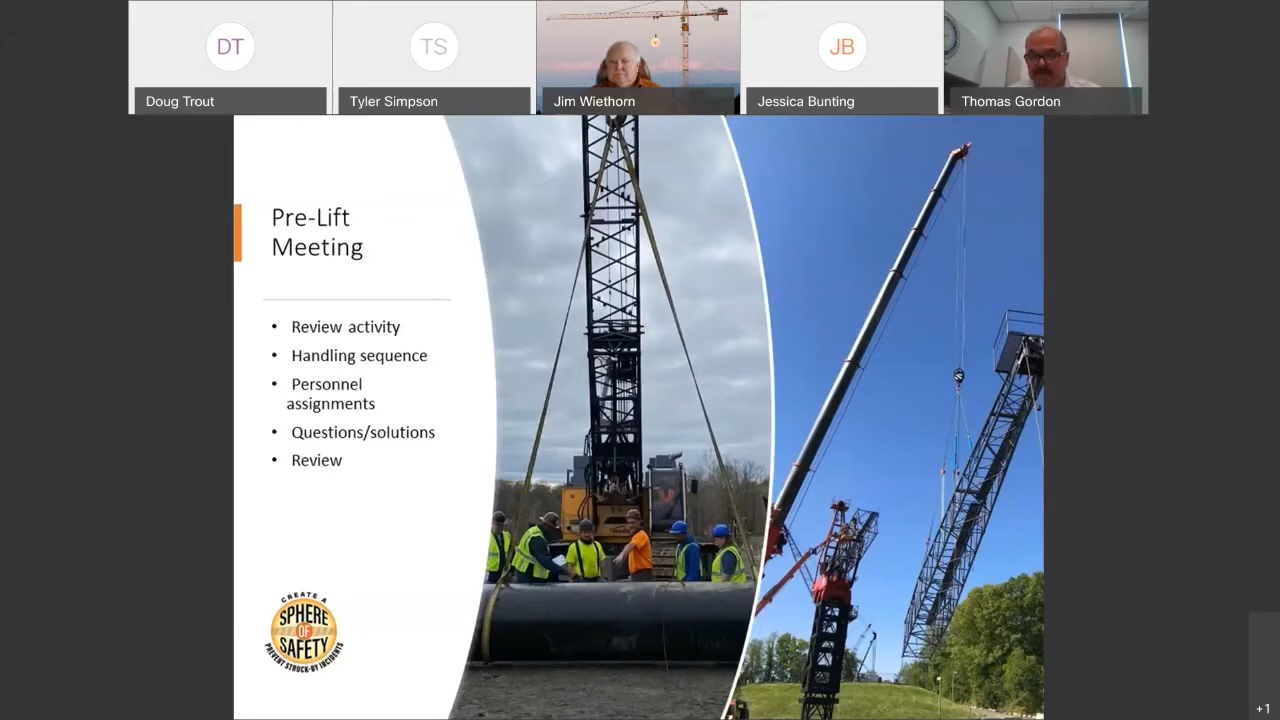 DT
TS
JB
Doug Trout
Tyler Simpson
Jim Wiethorn
Jessica Bunting
Thomas Gordon
Pre-Lift
Meeting
• Review activity
• Handling sequence
• Personnel
assignments
• Questions/solutions
• Review
CREATE A
SPHERE
OF
SAFETY
PREVENT STRUCK-BY INCIDENTS
+1